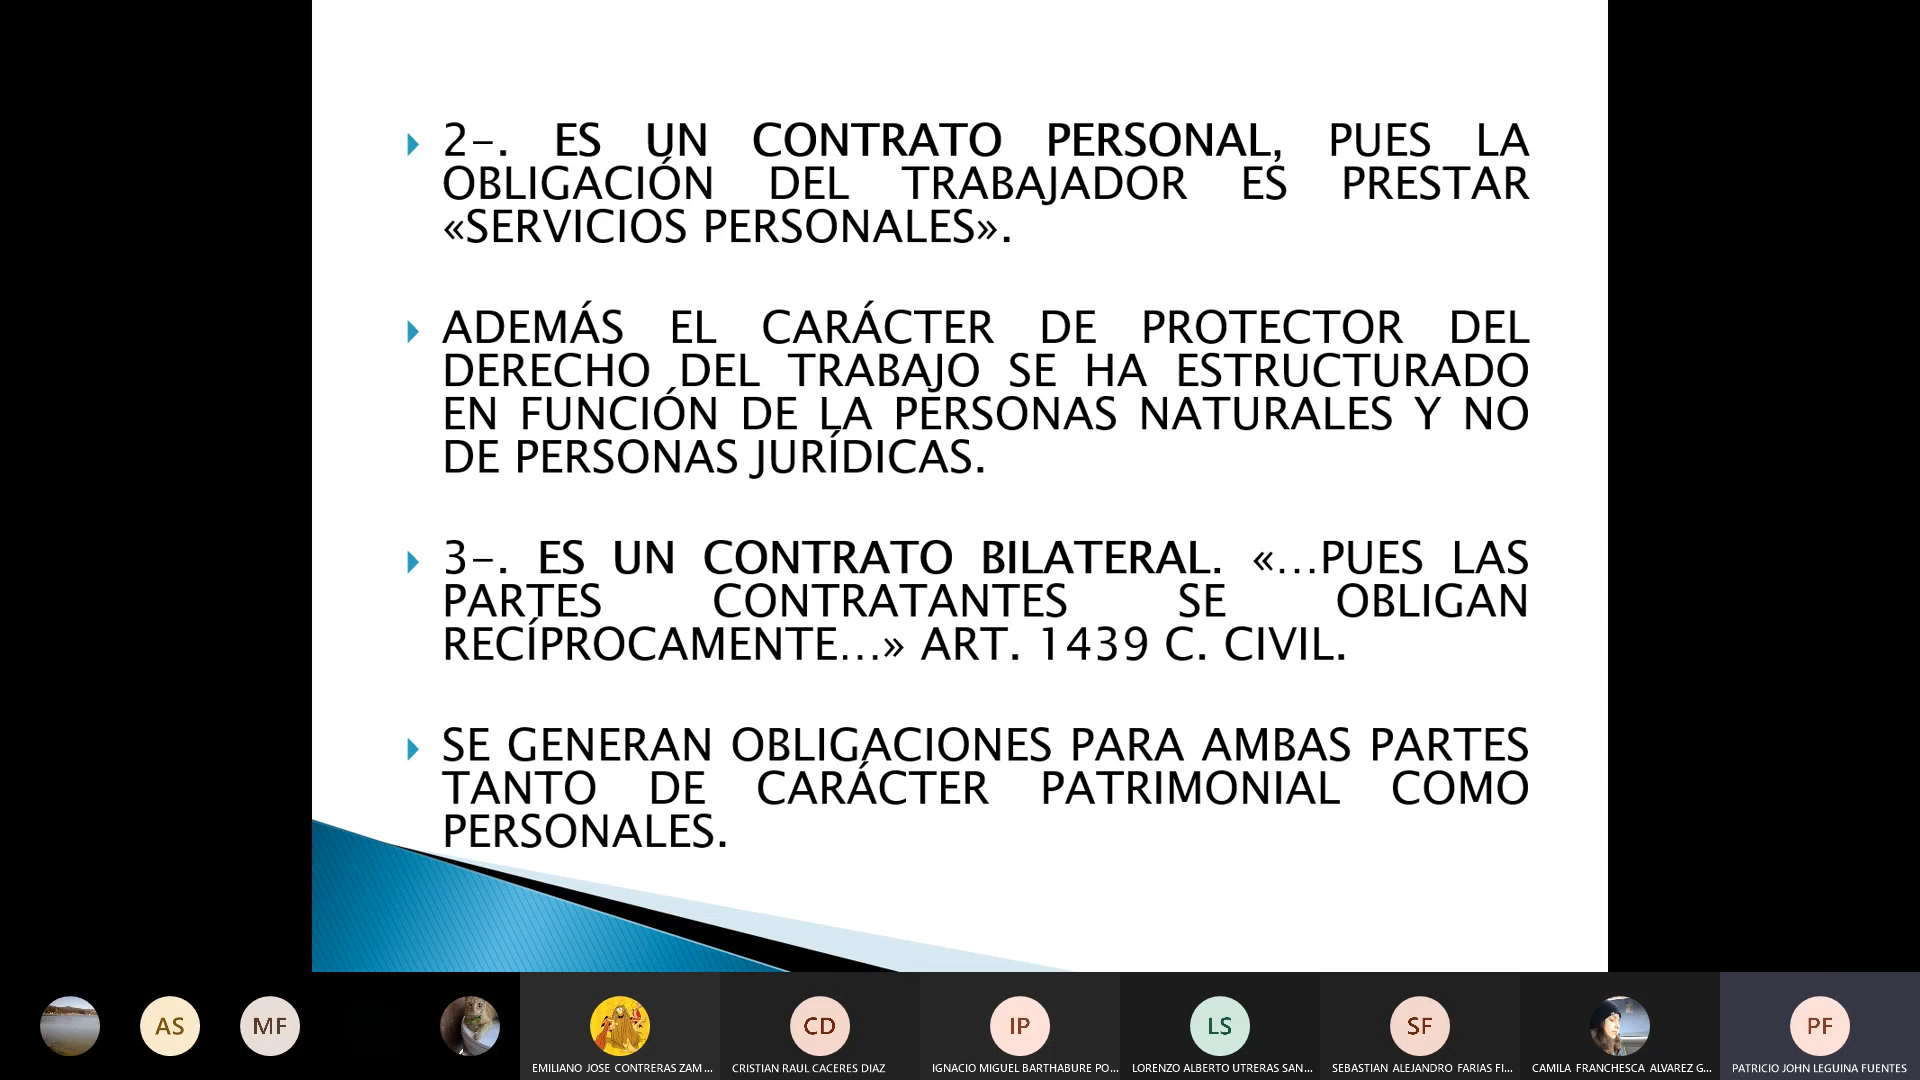 2-. ES UN CONTRATO PERSONAL, PUES LA
OBLIGACIÓN DEL TRABAJADOR ES PRESTAR
«SERVICIOS PERSONALES».
ADEMÁS EL CARÁCTER DE PROTECTOR DEL
DERECHO DEL TRABAJO SE HA ESTRUCTURADO
EN FUNCIÓN DE LA PERSONAS NATURALES Y NO
DE PERSONAS JURÍDICAS.
3-. ES UN CONTRATO BILATERAL. «...PUES LAS
PARTES CONTRATANTES SE OBLIGAN
RECÍPROCAMENTE...» ART. 1439 C. CIVIL.
SE GENERAN OBLIGACIONES PARA AMBAS PARTES
TANTO DE CARÁCTER PATRIMONIAL COMO
PERSONALES.
AS
MF
CD
IP
LS
SF
PF
EMILIANO JOSE CONTRERAS ZAM...
CRISTIAN RAUL CACERES DIAZ
IGNACIO MIGUEL BARTHABURE PO...
LORENZO ALBERTO UTRERAS SAN...
SEBASTIAN ALEJANDRO FARIAS FI...
CAMILA FRANCHESCA ALVAREZ G...
PATRICIO JOHN LEGUINA FUENTES